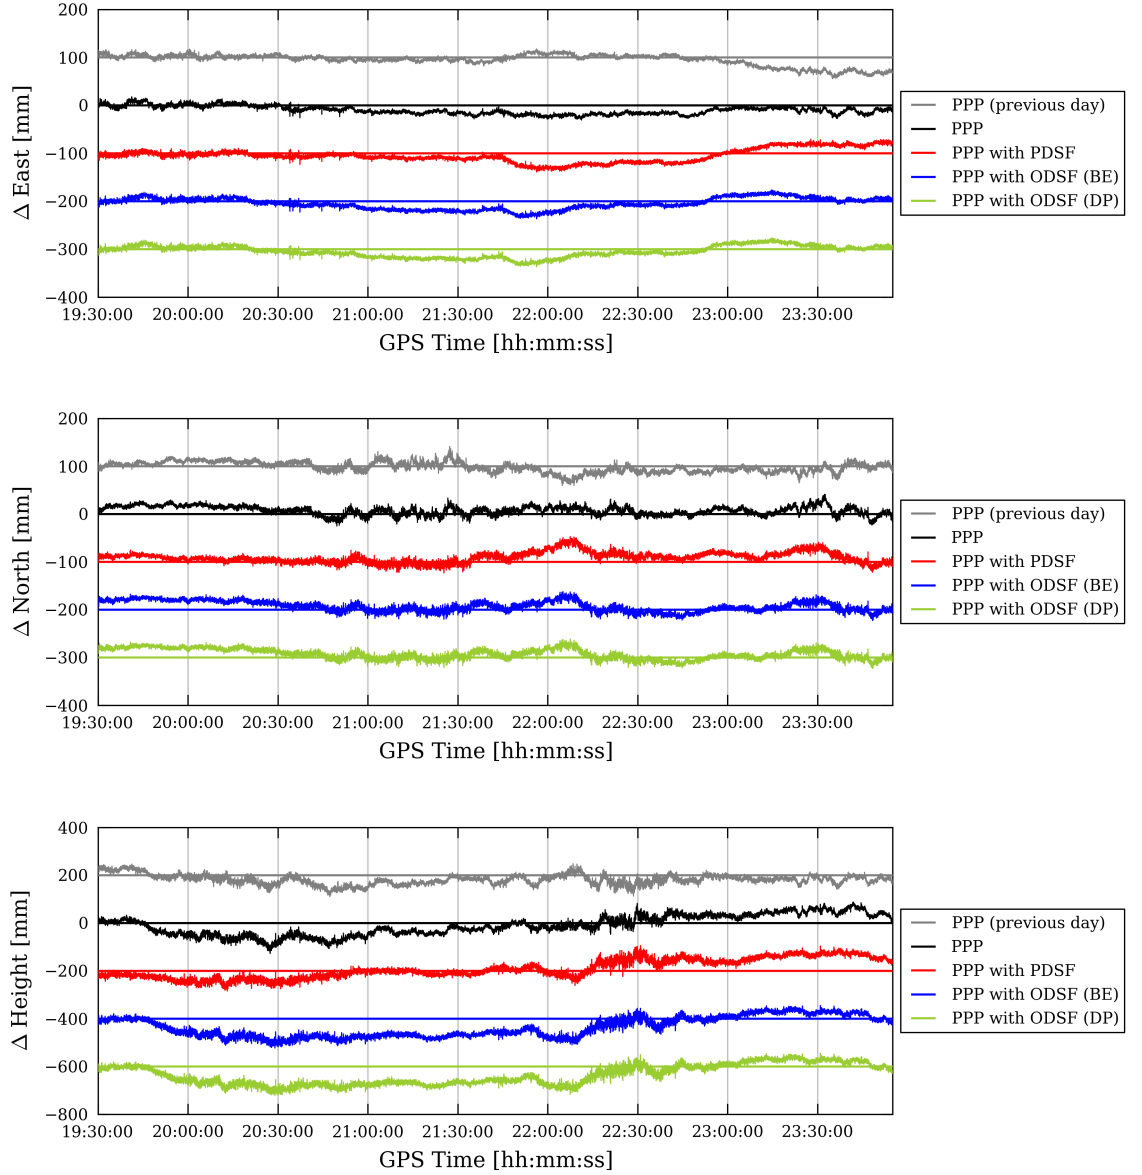 200
100
0
−100
−200
−300
−400
Δ East [mm]
19:30:00 20:00:00 20:30:00 21:00:00 21:30:00 22:00:00 22:30:00 23:00:00 23:30:00
GPS Time [hh:mm:ss]
PPP (previous day)
PPP
PPP with PDSF
PPP with ODSF (BE)
PPP with ODSF (DP)
200
100
0
−100
−200
−300
−400
Δ North [mm]
19:30:00 20:00:00 20:30:00 21:00:00 21:30:00 22:00:00 22:30:00 23:00:00 23:30:00
GPS Time [hh:mm:ss]
PPP (previous day)
PPP
PPP with PDSF
PPP with ODSF (BE)
PPP with ODSF (DP)
400
200
0
−200
−400
−600
−800
Δ Height [mm]
19:30:00 20:00:00 20:30:00 21:00:00 21:30:00 22:00:00 22:30:00 23:00:00 23:30:00
GPS Time [hh:mm:ss]
PPP (previous day)
PPP
PPP with PDSF
PPP with ODSF (BE)
PPP with ODSF (DP)